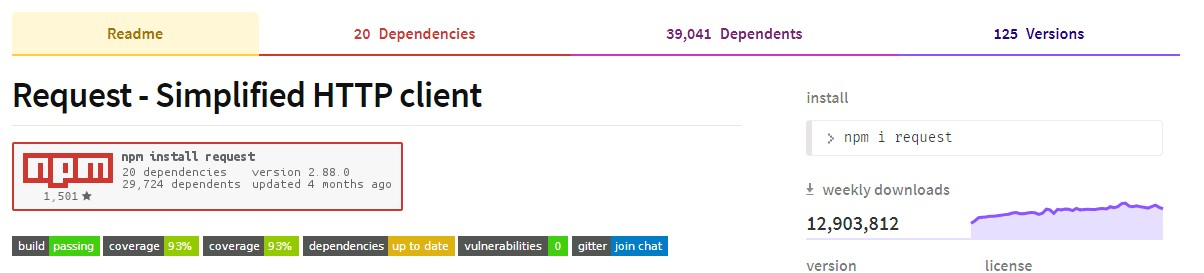 Readme
20 Dependencies
39,041 Dependents
125 Versions
Request - Simplified HTTP client
npm
npm install request
20 dependencies version 2.88.0
29,724 dependents updated 4 months ago
1,501 ★
build passing coverage 93% coverage 93% dependencies up to date vulnerabilities 0 gitter join chat
install
> npm i request
weekly downloads
12,903,812
version license